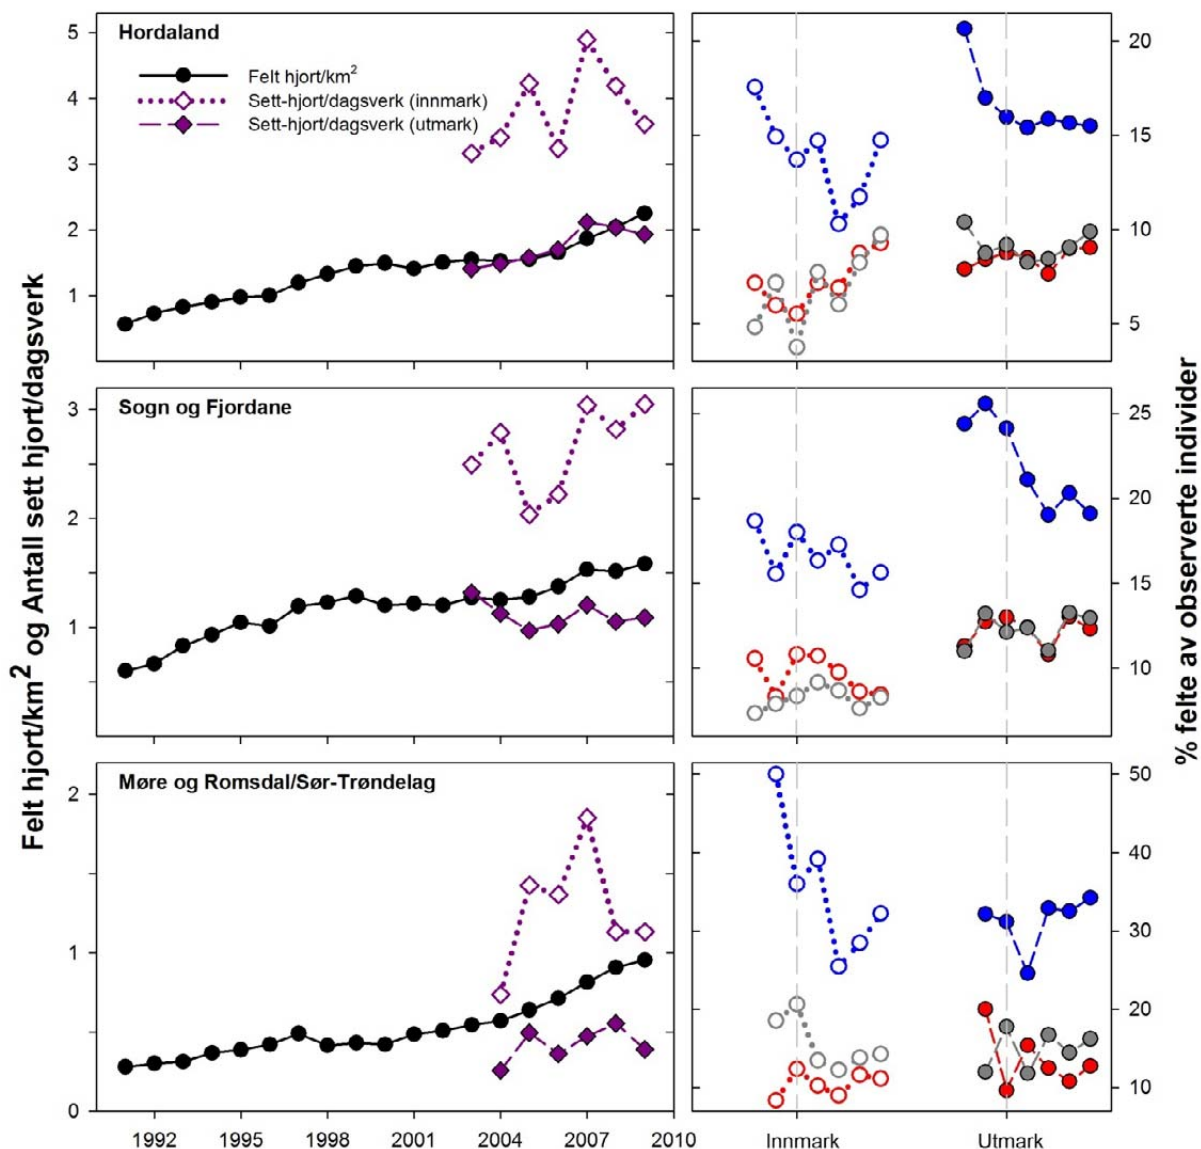 Felt hjort/km² og Antall sett hjort/dagsverk
Hordaland
Felt hjort/km²
Sett-hjort/dagsverk (innmark)
Sett-hjort/dagsverk (utmark)
5
4
3
2
1
20
15
10
5
Sogn og Fjordane
3
2
1
25
20
15
10
Møre og Romsdal/Sør-Trøndelag
2
1
0
50
40
30
20
10
1992 1995 1998 2001 2004 2007 2010
Innmark Utmark
% felte av observerte individer